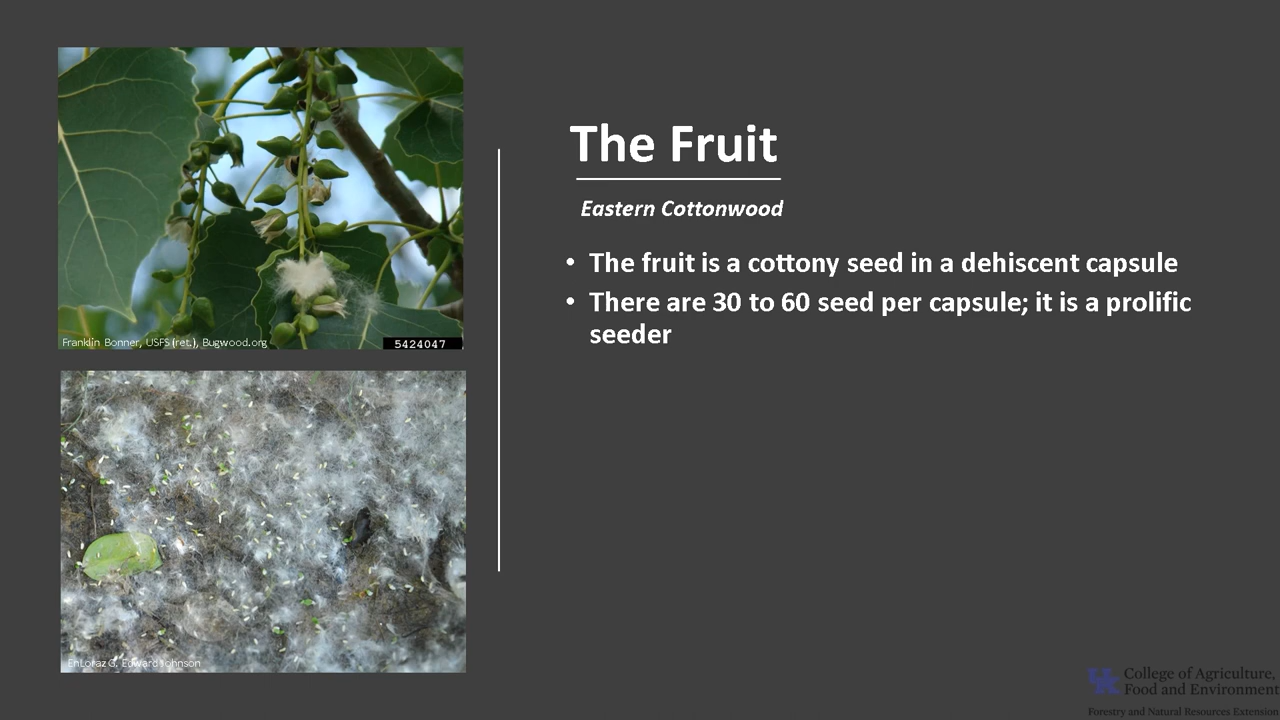 The Fruit
Eastern Cottonwood
• The fruit is a cottony seed in a dehiscent capsule
• There are 30 to 60 seed per capsule; it is a prolific
seeder
Franklin Bonner, USFS (ret.), Bugwood.org
5424047
EnLoraz G. Edward Johnson
UK
College of Agriculture,
Food and Environment
Forestry and Natural Resources Extension